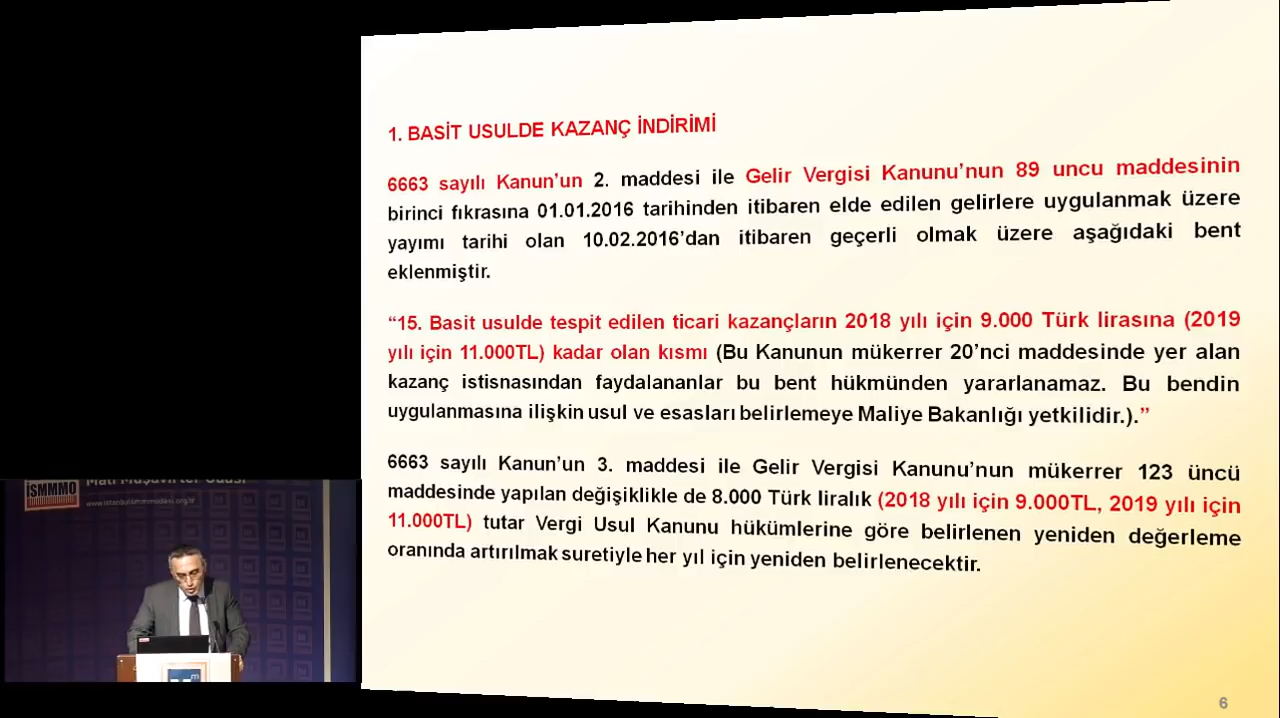 1. BASİT USULDE KAZANÇ İNDİRİMİ
6663 sayılı Kanun’un 2. maddesi ile Gelir Vergisi Kanunu’nun 89 uncu maddesinin
birinci fıkrasına 01.01.2016 tarihinden itibaren elde edilen gelirlere uygulanmak üzere
yayımı tarihi olan 10.02.2016’dan itibaren geçerli olmak üzere aşağıdaki bent
eklenmiştir.
“15. Basit usulde tespit edilen ticari kazançların 2018 yılı için 9.000 Türk lirasına (2019
yılı için 11.000TL) kadar olan kısmı (Bu Kanunun mükerrer 20’nci maddesinde yer alan
kazanç istisnasından faydalananlar bu bent hükmünden yararlanamaz. Bu bendin
uygulanmasına ilişkin usul ve esasları belirlemeye Maliye Bakanlığı yetkilidir.).”
6663 sayılı Kanun’un 3. maddesi ile Gelir Vergisi Kanunu’nun mükerrer 123 üncü
maddesinde yapılan değişiklikle de 8.000 Türk liralık (2018 yılı için 9.000TL, 2019 yılı için
11.000TL) tutar Vergi Usul Kanunu hükümlerine göre belirlenen yeniden değerleme
oranında artırılmak suretiyle her yıl için yeniden belirlenecektir.
6
İSMMMO
Mali Müşavirler Odası
www.istanbulsmmmodasi.org.tr